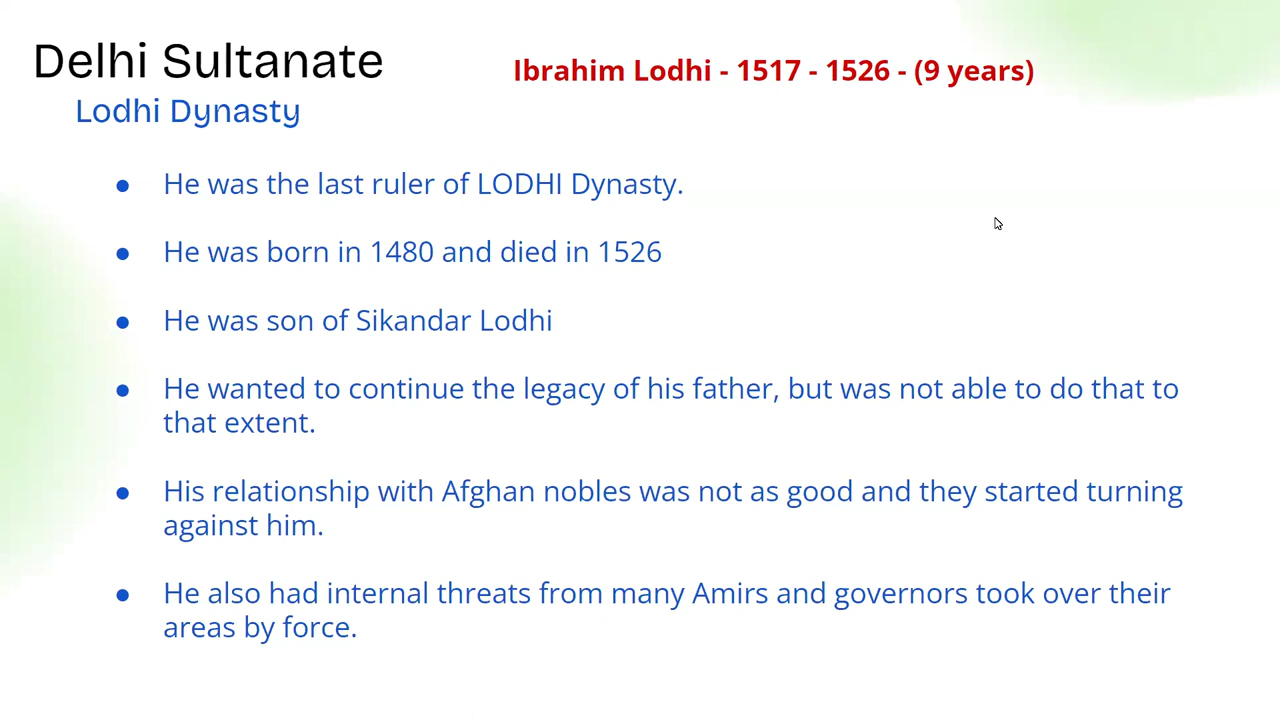 Delhi Sultanate
Ibrahim Lodhi - 1517 - 1526 - (9 years)
Lodhi Dynasty
● He was the last ruler of LODHI Dynasty.
● He was born in 1480 and died in 1526
● He was son of Sikandar Lodhi
● He wanted to continue the legacy of his father, but was not able to do that to
that extent.
● His relationship with Afghan nobles was not as good and they started turning
against him.
● He also had internal threats from many Amirs and governors took over their
areas by force.